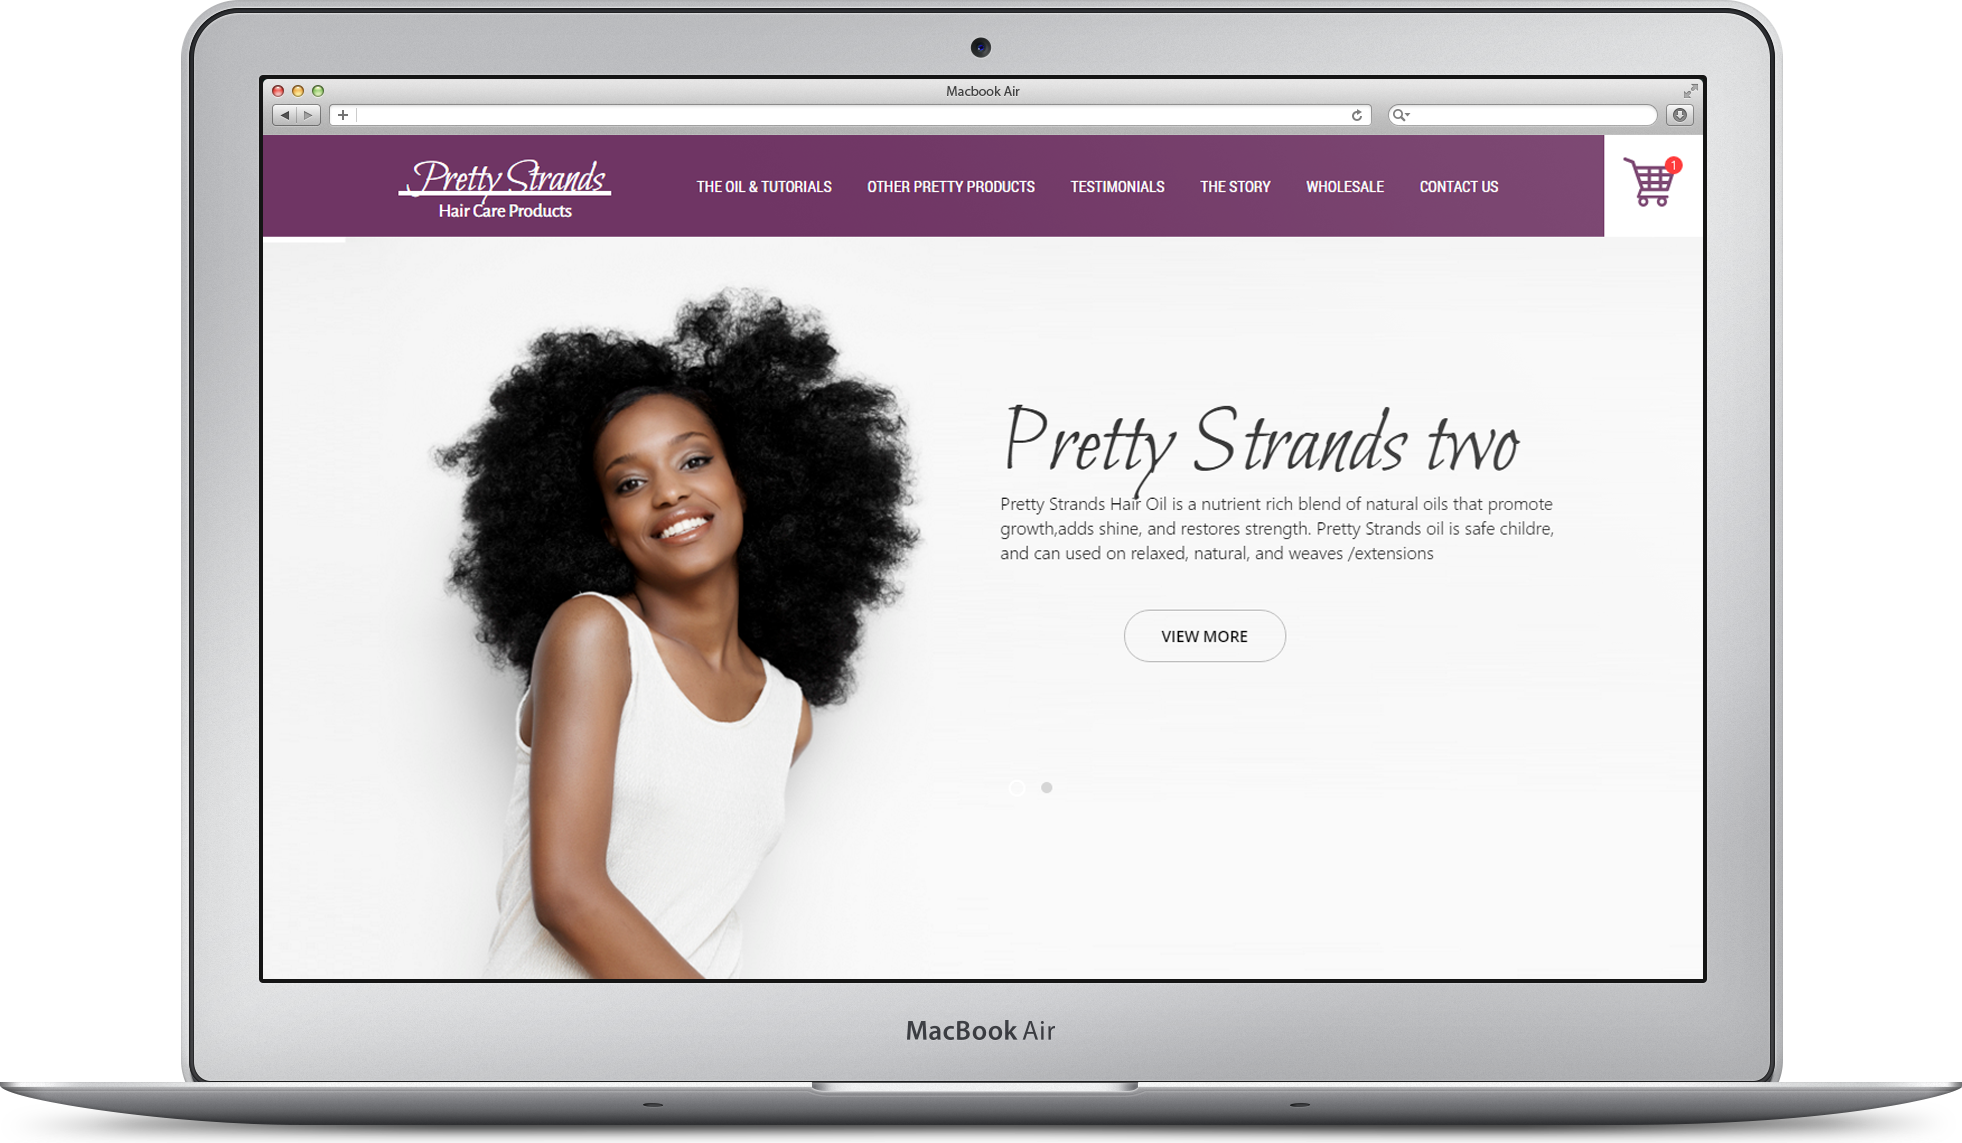 Macbook Air
Pretty Strands
Hair Care Products
THE OIL & TUTORIALS OTHER PRETTY PRODUCTS TESTIMONIALS THE STORY WHOLESALE CONTACT US
1
Pretty Strands two
Pretty Strands Hair Oil is a nutrient rich blend of natural oils that promote
growth,adds shine, and restores strength. Pretty Strands oil is safe childre,
and can used on relaxed, natural, and weaves /extensions
VIEW MORE
MacBook Air